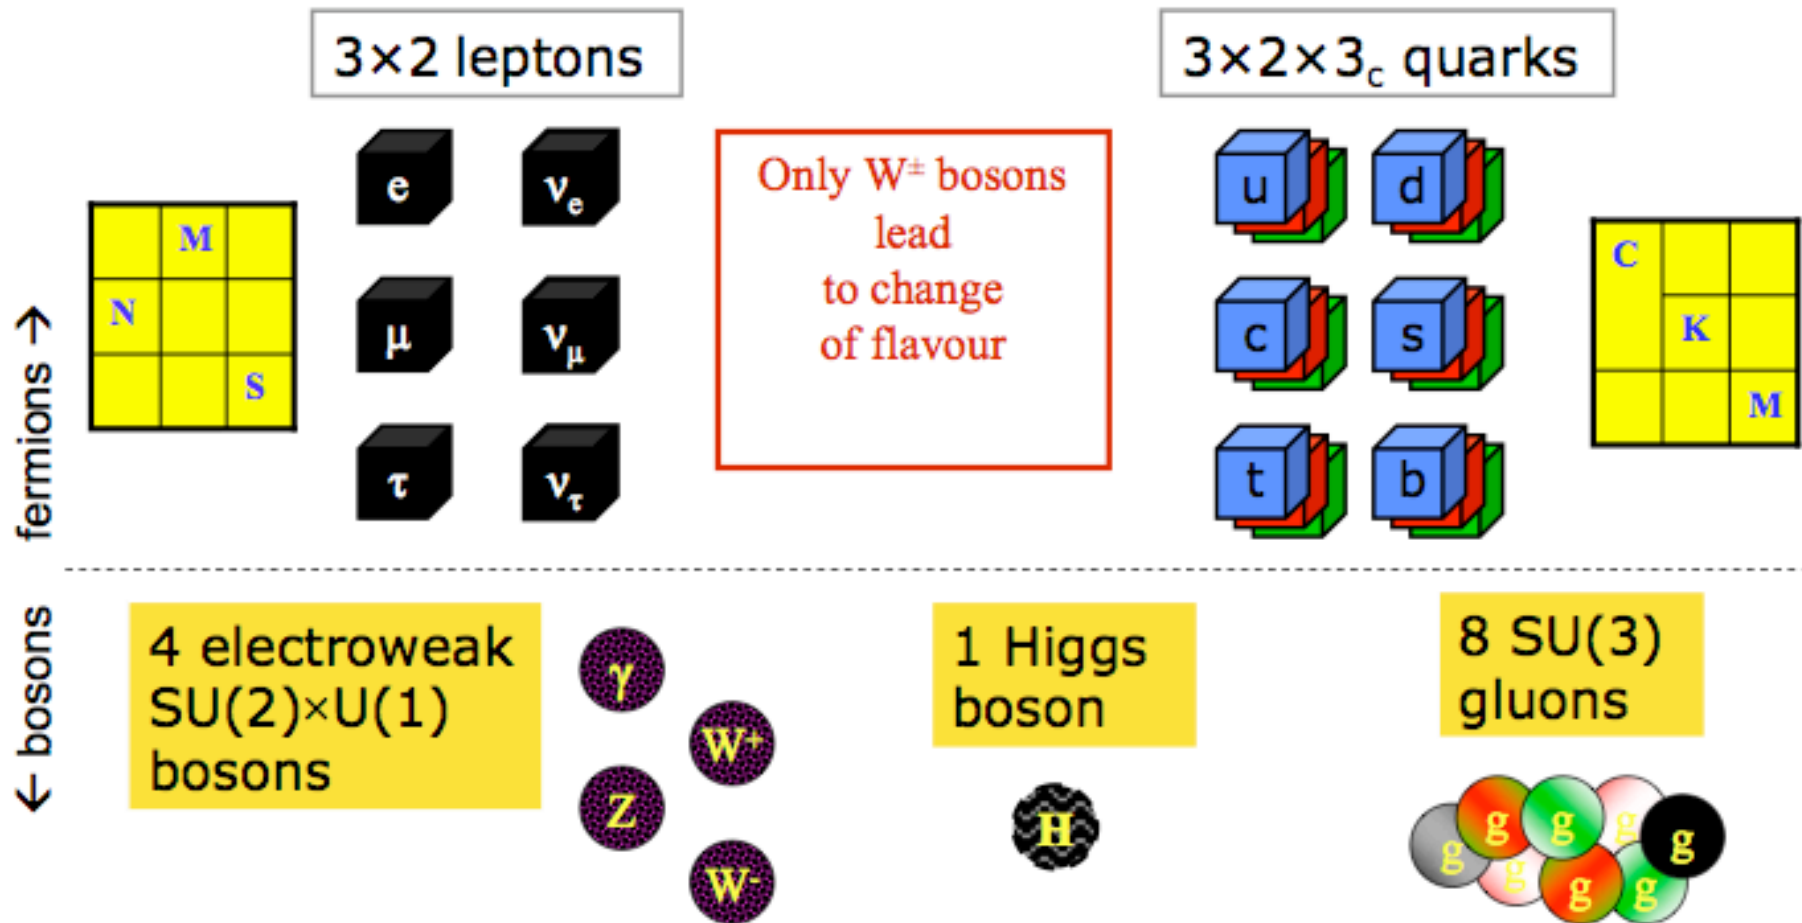 3×2 leptons
3×2×3c quarks
fermions →
M
N
S
e
νe
μ
νμ
τ
ντ
Only W± bosons
lead
to change
of flavour
u
d
c
s
t
b
C
K
M
← bosons
4 electroweak
SU(2)×U(1)
bosons
γ
W+
Z
W-
1 Higgs
boson
H
8 SU(3)
gluons
g
g
g
g
g
g
g
g